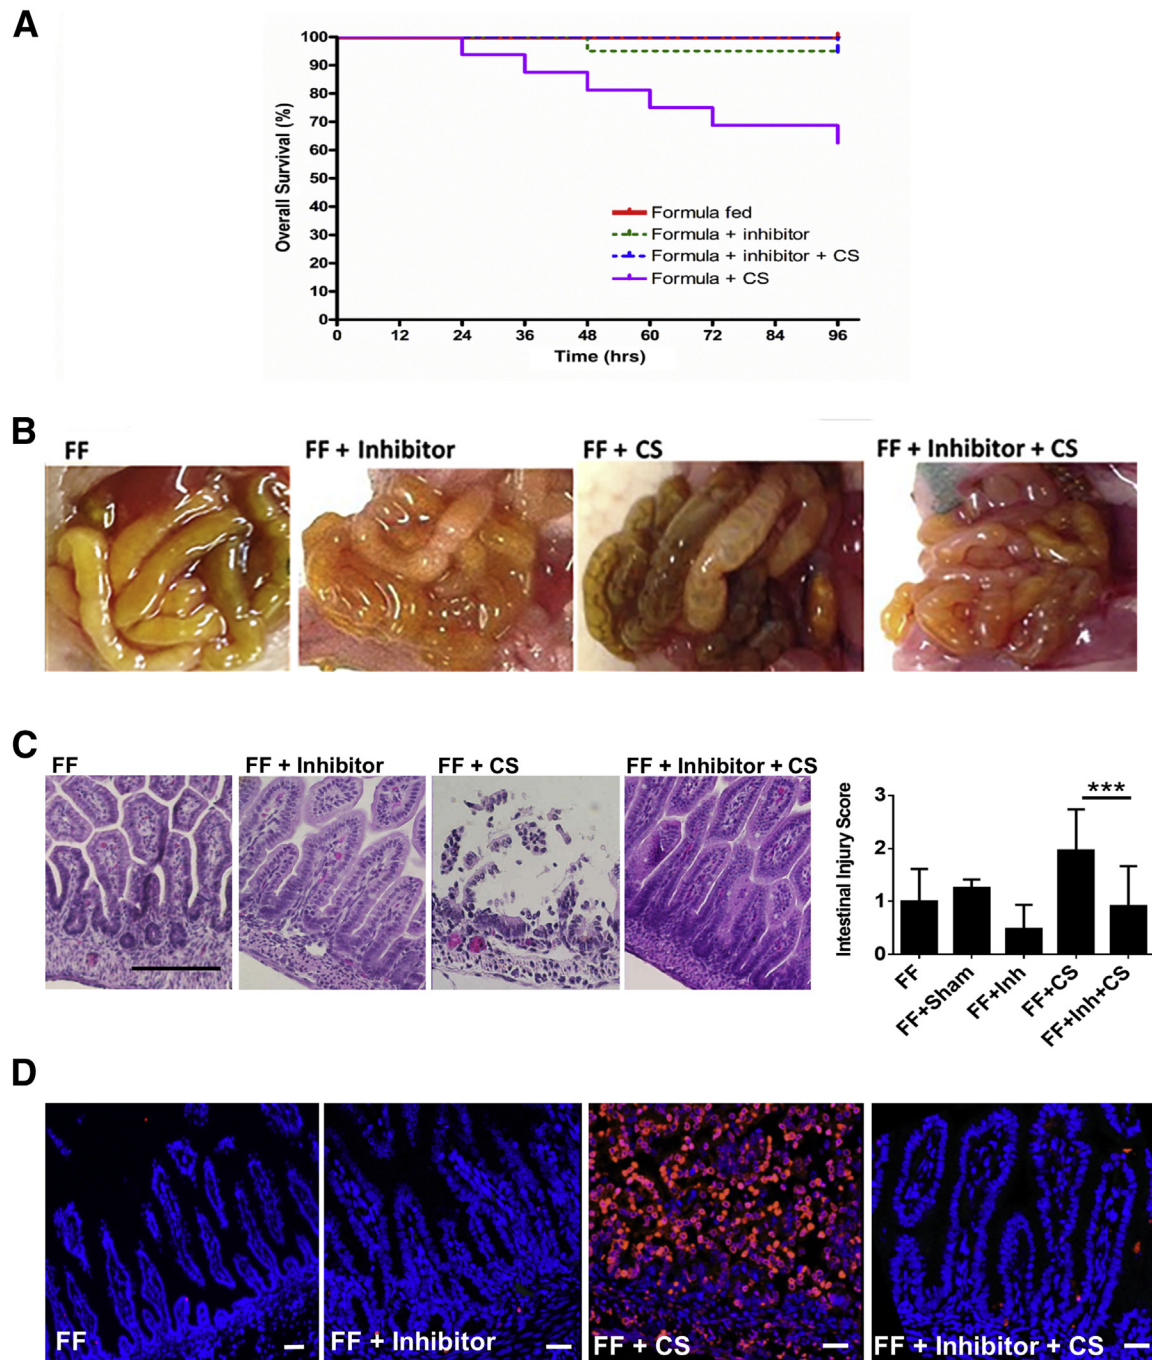 A
100
90
80
70
60
50
40
30
20
10
0
Overall Survival (%)
Formula fed
Formula + inhibitor
Formula + inhibitor + CS
Formula + CS
0 12 24 36 48 60 72 84 96
Time (hrs)
B
FF FF + Inhibitor FF + CS FF + Inhibitor + CS
C
FF FF + Inhibitor FF + CS FF + Inhibitor + CS
***
3
2
1
0
Intestinal Injury Score
FF FF+Sham FF+Inh FF+CS FF+Inh+CS
D
FF FF + Inhibitor FF + CS FF + Inhibitor + CS